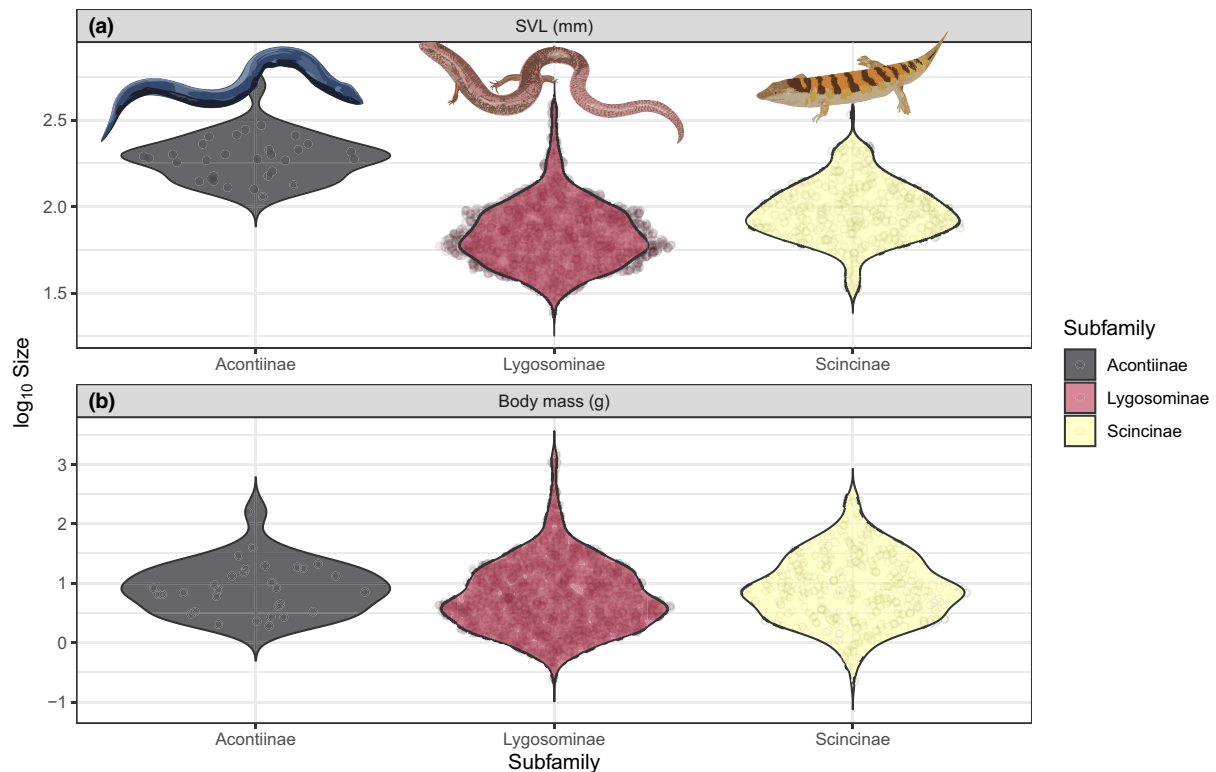 (a) SVL (mm)
2.5
2.0
1.5
Acontiinae Lygosominae Scincinae
log10 Size
(b) Body mass (g)
3
2
1
0
−1
Acontiinae Lygosominae Scincinae
Subfamily
Subfamily
Acontiinae
Lygosominae
Scincinae